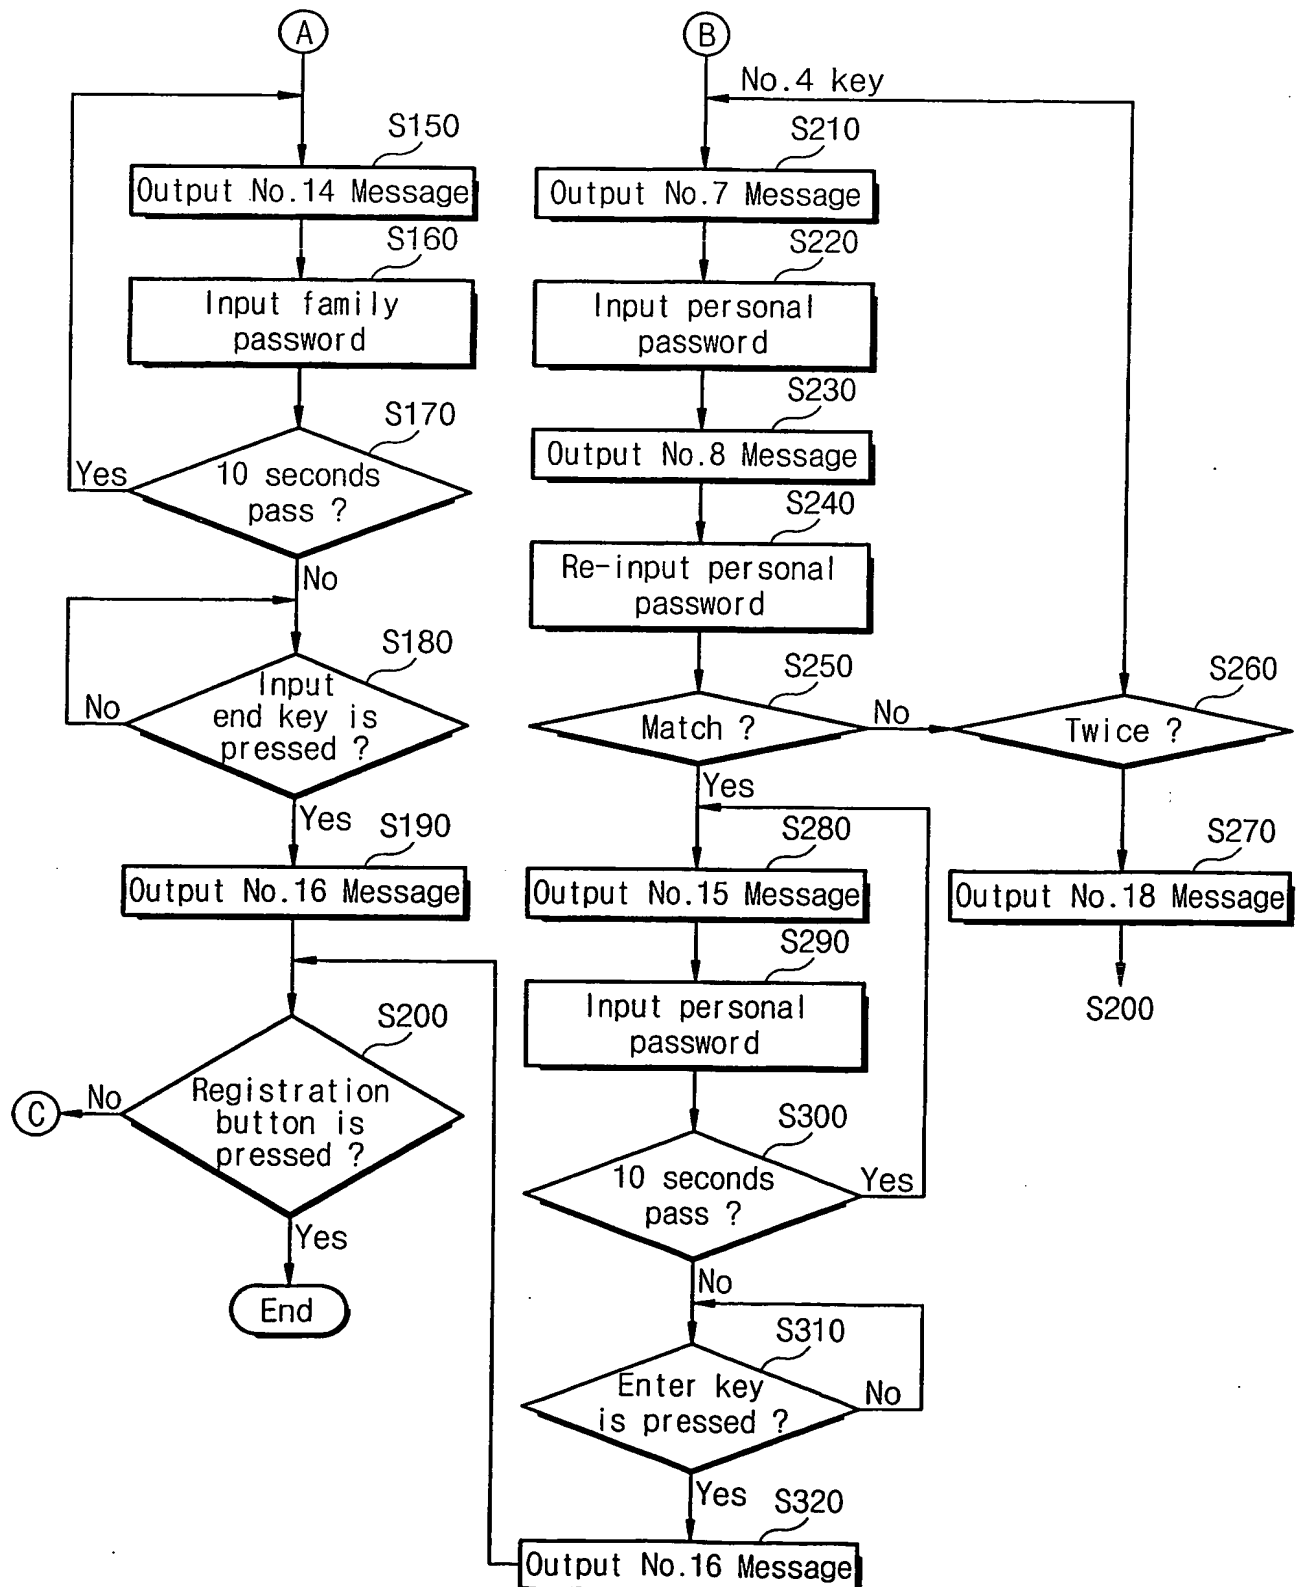 A
S150
Output No.14 Message
S160
Input family
password
S170
10 seconds
pass ?
Yes
No
S180
Input
end key is
pressed ?
No
Yes
S190
Output No.16 Message
S200
Registration
button is
pressed ?
No
C
Yes
End
B
No.4 key
S210
Output No.7 Message
S220
Input personal
password
S230
Output No.8 Message
S240
Re-input personal
password
S250
Match ?
No
Yes
S260
Twice ?
S270
Output No.18 Message
S200
S280
Output No.15 Message
S290
Input personal
password
S300
10 seconds
pass ?
Yes
No
S310
Enter key
is pressed ?
No
Yes
S320
Output No.16 Message